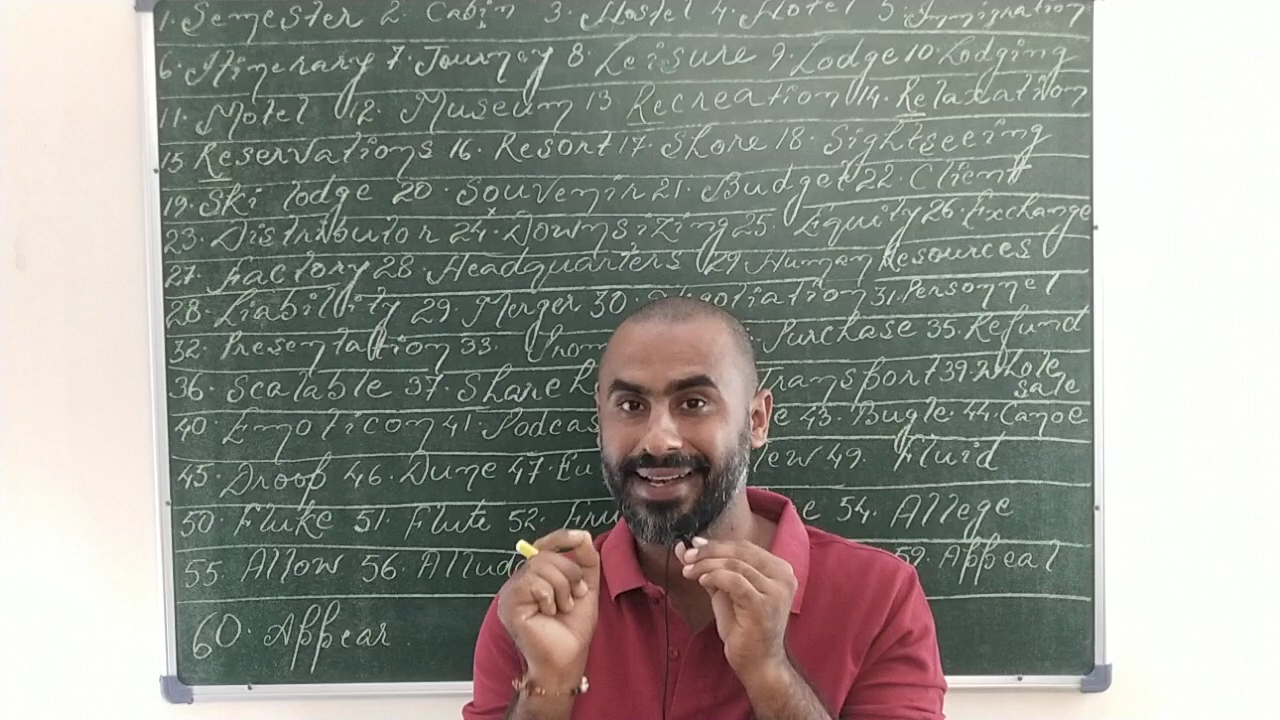 1. Semester 2. Cabin 3. Hostel 4. Hotel 5. Immigration
6. Itinerary 7. Journey 8. Leisure 9. Lodge 10. Lodging
11. Motel 12. Museum 13. Recreation 14. Relaxation
15 Reservations 16. Resort 17. Shore 18. Sightseeing
19. Ski lodge 20. Souvenir 21. Budget 22. Client
23. Distributor 24. Downsizing 25. Equity 26. Exchange
27. Factory 28. Headquarters 29. Human Resources
28. Liability 29. Merger 30. Negotiation 31. Personnel
32. Presentation 33. Purchase 35. Refund
36. Scalable 37. Share Transport 39. Whole
sale
40. Emoticon 41. 43. Bugle 44. Canoe
45. Droop 46. Dune 47. 49. Fluid
50. Fluke 51. Flute 52. 54. Allege
55. Allow 56. 59. Appeal
60. Appear